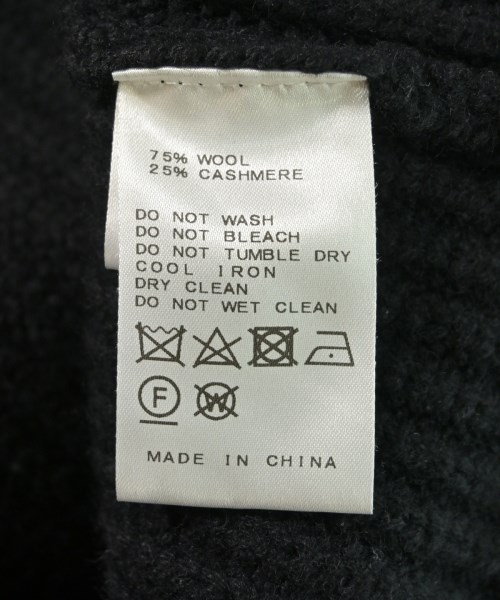 75% WOOL
25% CASHMERE
DO NOT WASH
DO NOT BLEACH
DO NOT TUMBLE DRY
COOL IRON
DRY CLEAN
DO NOT WET CLEAN
F W
MADE IN CHINA